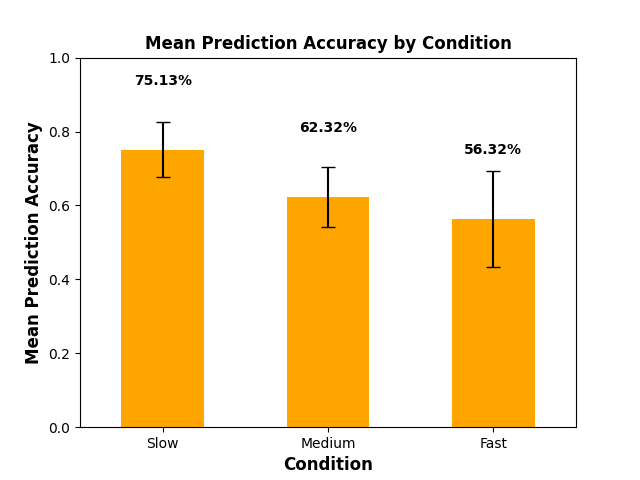 Mean Prediction Accuracy by Condition
1.0
75.13%
0.8
62.32%
56.32%
0.6
0.4
0.2
0.0
Mean Prediction Accuracy
Slow Medium Fast
Condition